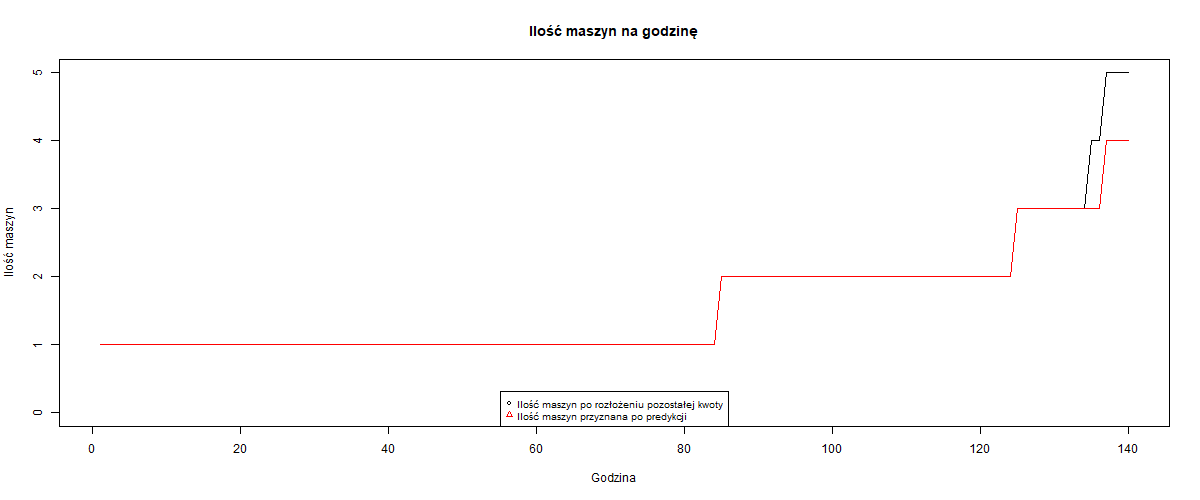 Ilość maszyn na godzinę
Ilość maszyn
5
4
3
2
1
0
Ilość maszyn po rozłożeniu pozostałej kwoty
Ilość maszyn przyznana po predykcji
0 20 40 60 80 100 120 140
Godzina